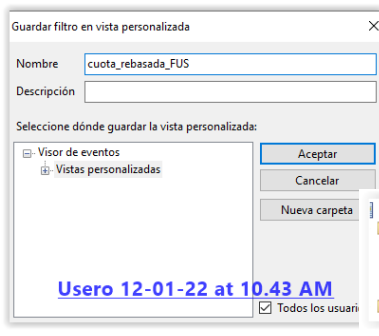 Guardar filtro en vista personalizada
Nombre cuota_rebasada_FUS
Descripción
Seleccione dónde guardar la vista personalizada:
Visor de eventos
Vistas personalizadas
Aceptar
Cancelar
Nueva carpeta
Usero 12-01-22 at 10.43 AM
Todos los usuari